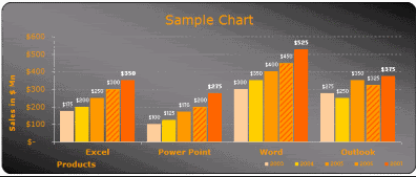 Sample Chart
$600
$500
$400
$300
$200
$100
$-
Sales in $ Mn
$175 $200 $250 $300 $350
$100 $125 $175 $200 $275
$300 $350 $400 $450 $525
$275 $250 $350 $325 $375
Excel Power Point Word Outlook
Products